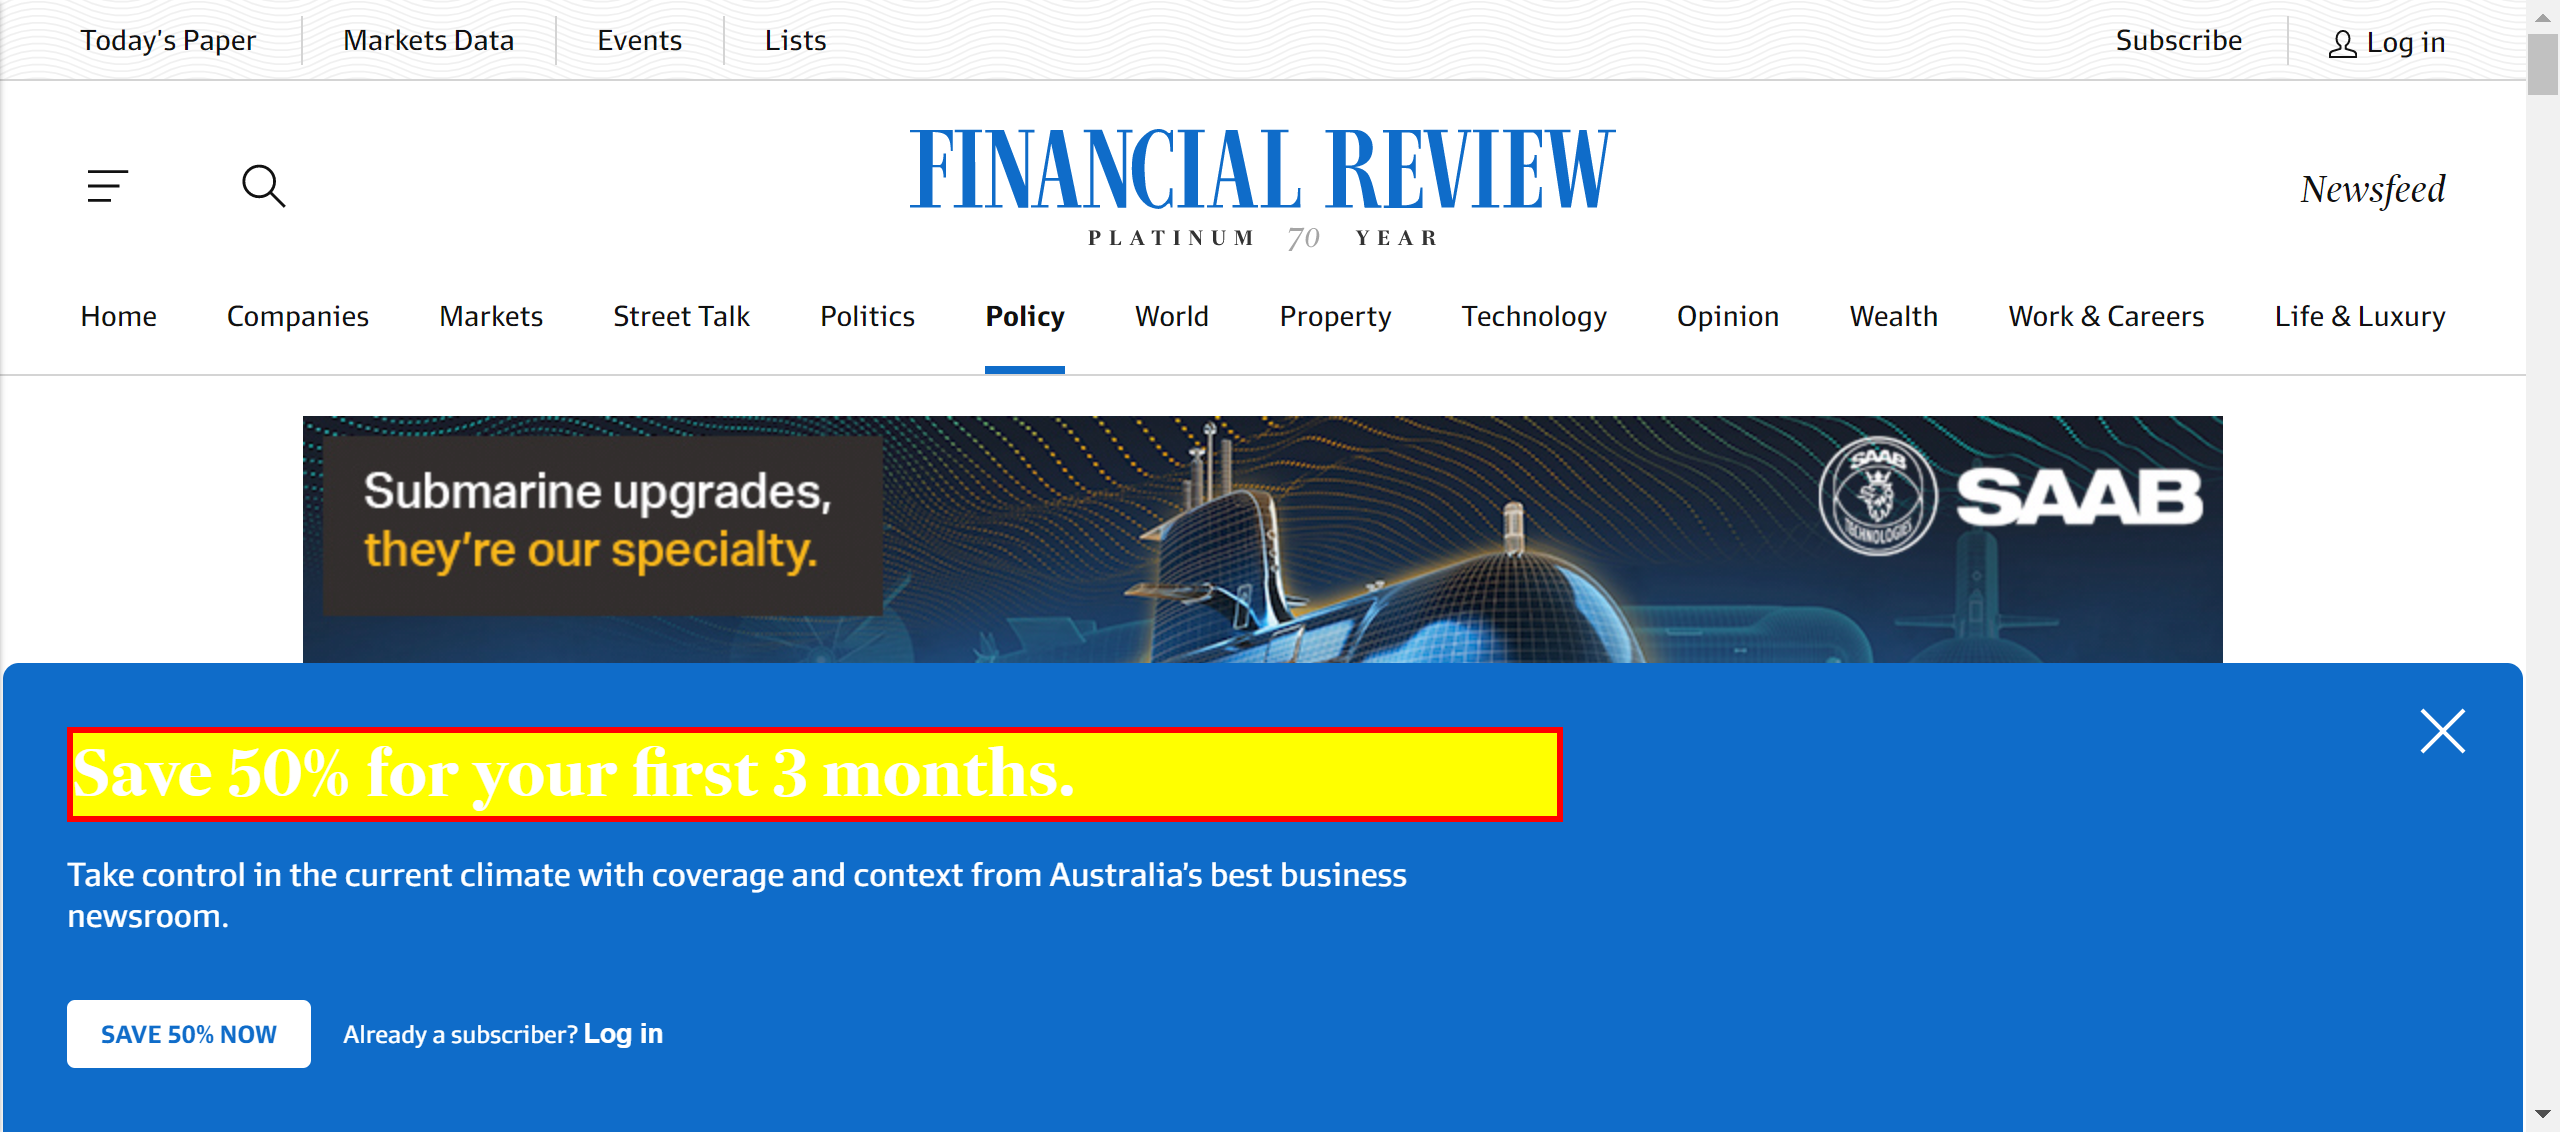 Today's Paper
Markets Data
Events
Lists
Subscribe
Log in
FINANCIAL REVIEW
PLATINUM 70 YEAR
Newsfeed
Home
Companies
Markets
Street Talk
Politics
Policy
World
Property
Technology
Opinion
Wealth
Work & Careers
Life & Luxury
Submarine upgrades,
they're our specialty.
SAAB
TECHNOLOGIES
SAAB
Save 50% for your first 3 months.
Take control in the current climate with coverage and context from Australia's best business
newsroom.
SAVE 50% NOW
Already a subscriber? Log in